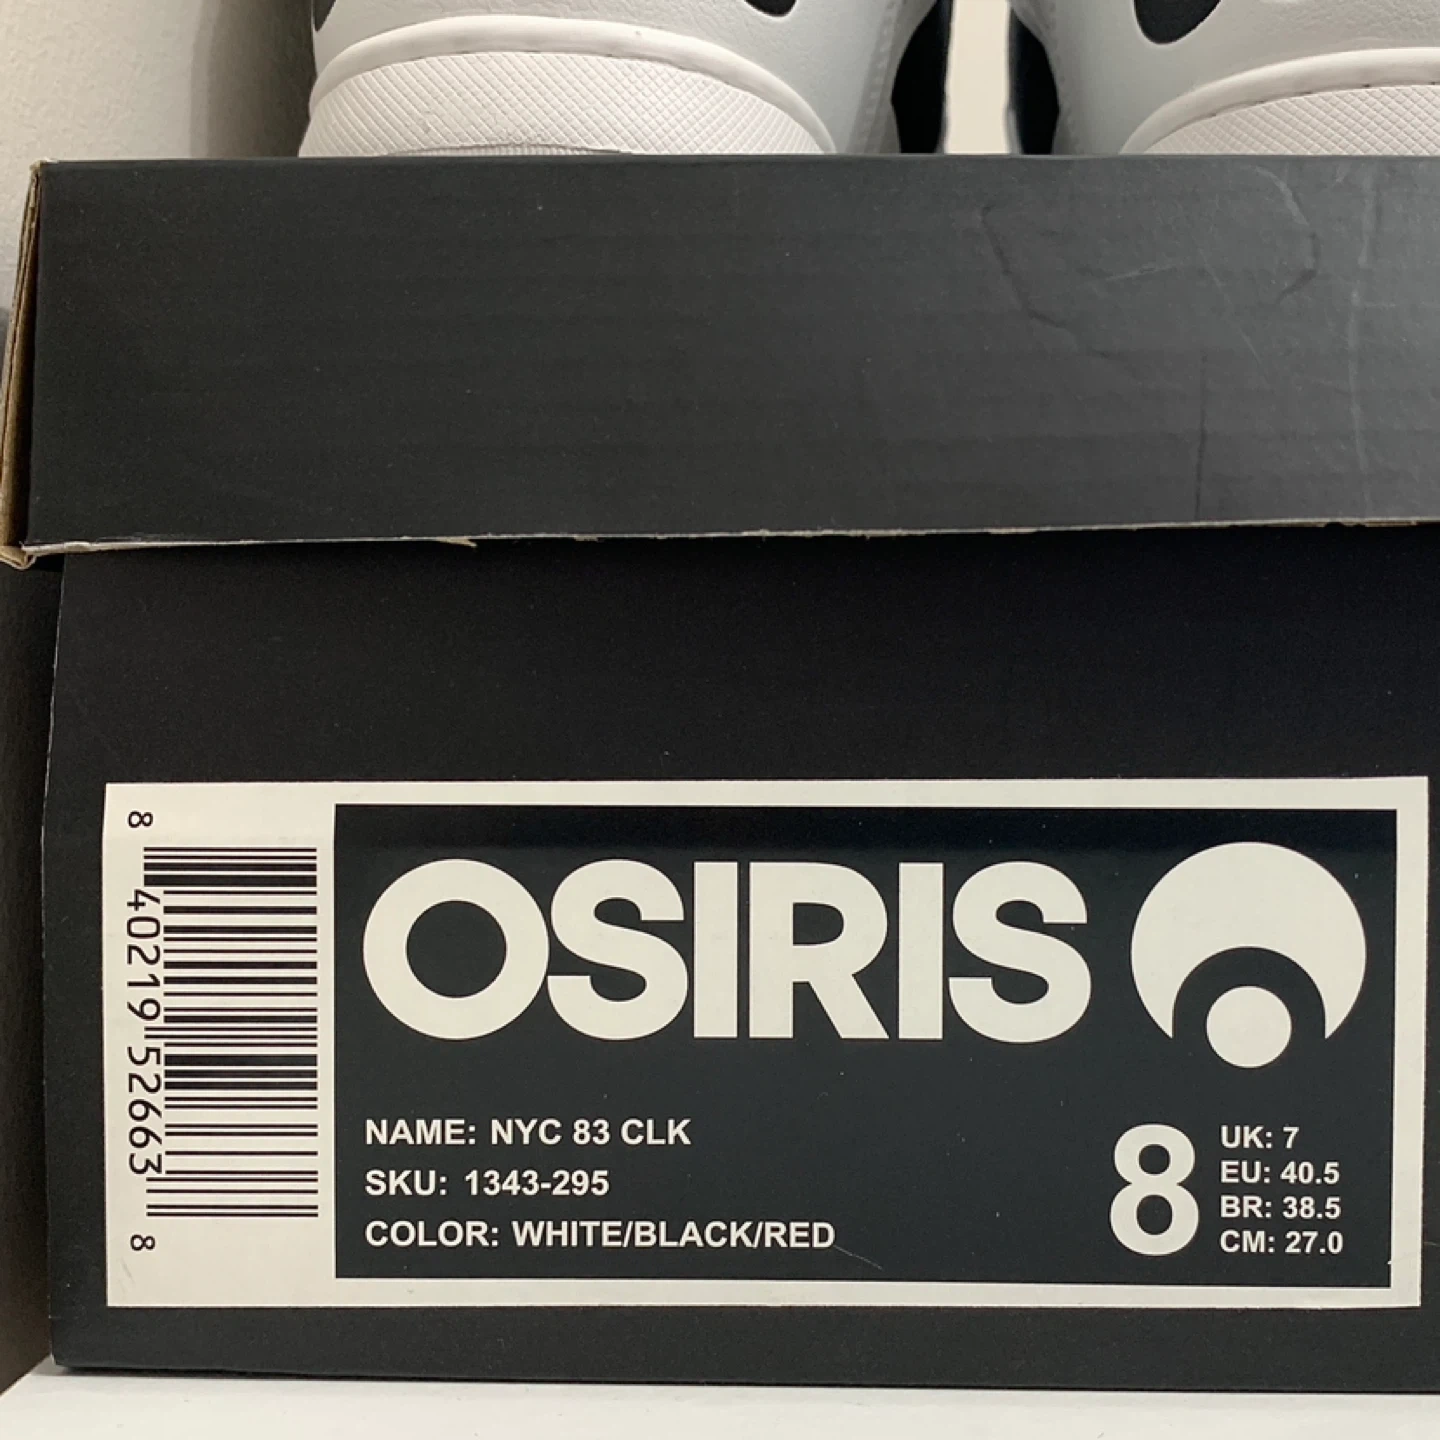 OSIRIS
NAME: NYC 83 CLK
SKU: 1343-295
COLOR: WHITE/BLACK/RED
8
UK: 7
EU: 40.5
BR: 38.5
CM: 27.0
8 40219 52663 8